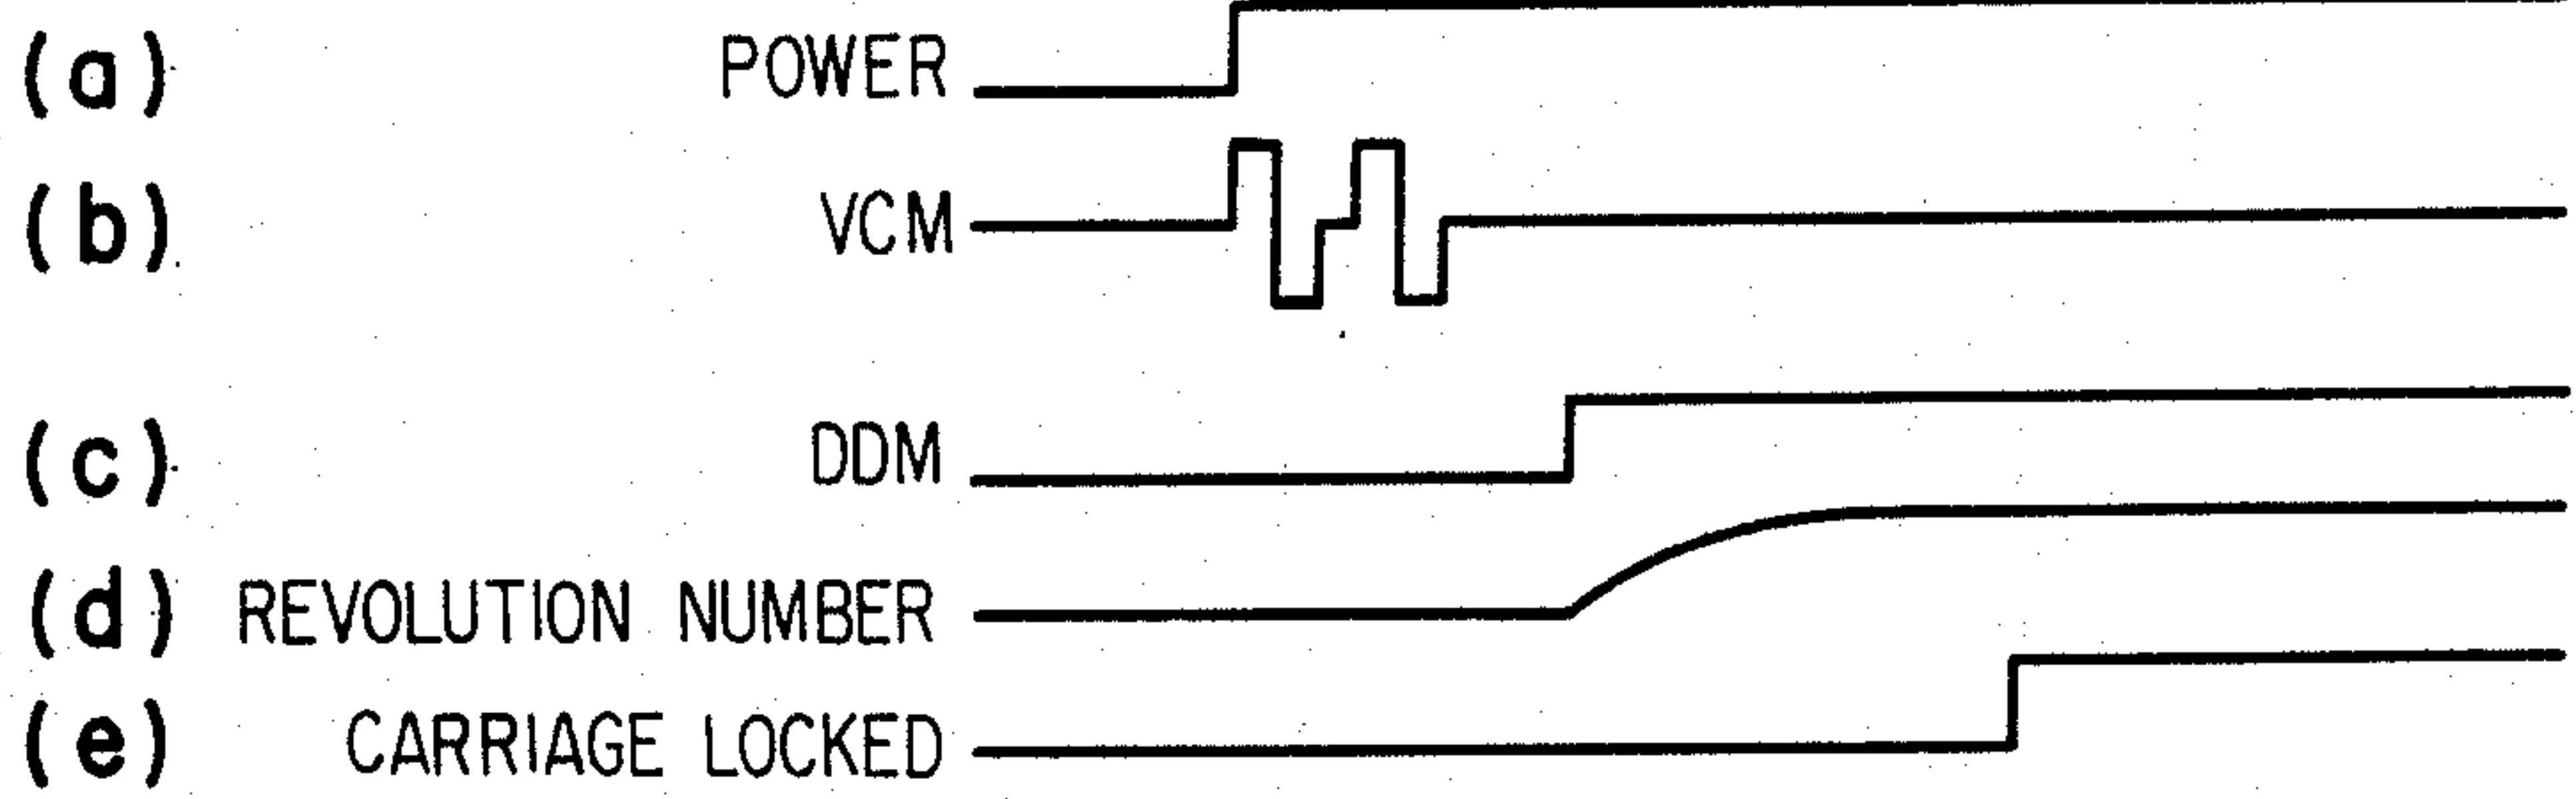 (a) POWER
(b) VCM
(c) DDM
(d) REVOLUTION NUMBER
(e) CARRIAGE LOCKED